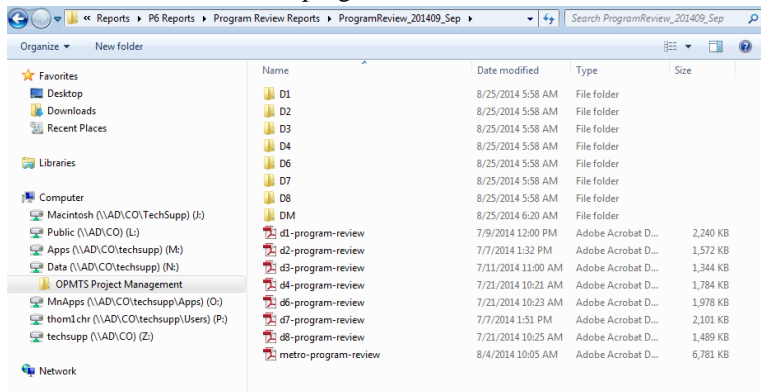 « Reports ▸ P6 Reports ▸ Program Review Reports ▸ ProgramReview_201409_Sep ▸ Search ProgramReview_201409_Sep
Organize ▾ New folder
Name Date modified Type Size
Favorites
Desktop
Downloads
Recent Places
Libraries
Computer
Macintosh (\\AD\CO\TechSupp) (J:)
Public (\\AD\CO) (L:)
Apps (\\AD\CO\techsupp) (M:)
Data (\\AD\CO\techsupp) (N:)
OPMTS Project Management
MnApps (\\AD\CO\techsupp\Apps) (O:)
thom1chr (\\AD\CO\techsupp\Users) (P:)
techsupp (\\AD\CO) (Z:)
Network
D1 8/25/2014 5:58 AM File folder
D2 8/25/2014 5:58 AM File folder
D3 8/25/2014 5:58 AM File folder
D4 8/25/2014 5:58 AM File folder
D6 8/25/2014 5:58 AM File folder
D7 8/25/2014 5:58 AM File folder
D8 8/25/2014 5:58 AM File folder
DM 8/25/2014 6:20 AM File folder
d1-program-review 7/9/2014 12:00 PM Adobe Acrobat D... 2,240 KB
d2-program-review 7/7/2014 1:32 PM Adobe Acrobat D... 1,572 KB
d3-program-review 7/11/2014 11:00 AM Adobe Acrobat D... 1,344 KB
d4-program-review 7/21/2014 10:21 AM Adobe Acrobat D... 1,784 KB
d6-program-review 7/21/2014 10:23 AM Adobe Acrobat D... 1,978 KB
d7-program-review 7/7/2014 1:51 PM Adobe Acrobat D... 2,101 KB
d8-program-review 7/21/2014 10:25 AM Adobe Acrobat D... 1,489 KB
metro-program-review 8/4/2014 10:05 AM Adobe Acrobat D... 6,781 KB